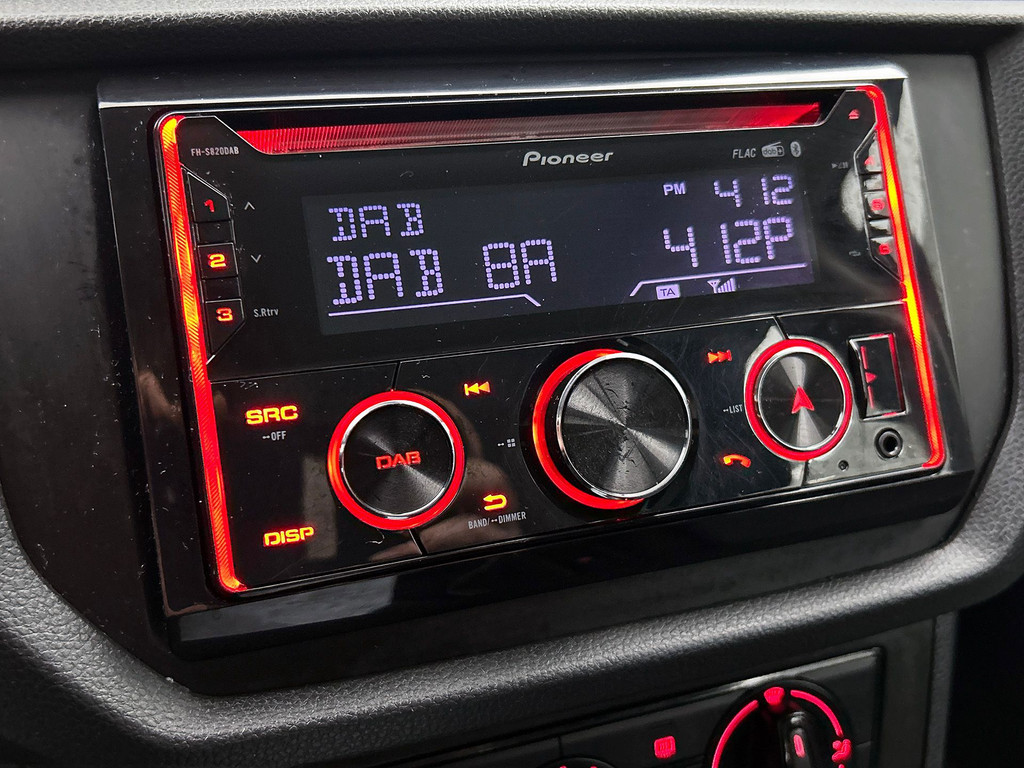 FH-S820DAB
Pioneer
FLAC
DAB
PM 4 12
DAB 8A 412P
TA
1
2
3
S.Rtrv
SRC
OFF
DAB
DISP
BAND/ DIMMER
LIST